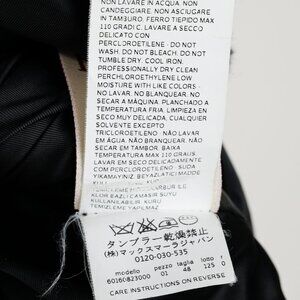 NON LAVARE IN ACQUA. NON
CANDEGGIARE. NON ASCIUGARE
IN TAMURO. FERRO TIEPIDO MAX
110 GRADI C. LAVARE A SECCO
DELICATO CON
PERCLOROETILENE - DO NOT
WASH. DO NOT BLEACH. DO NOT
TUMBLE DRY. COOL IRON.
PROFESSIONALLY DRY CLEAN
PERCHLOROETHYLENE LOW
MOISTURE WITH LIKE COLORS -
NO LAVAR. NO BLANQUEAR. NO
SECAR A MÁQUINA. PLANCHADO A
TEMPERATURA FRIA. LIMPIEZA EN
SECO MUY DELICADA. CUALQUIER
SOLVENTE EXCEPTO
TRICLOROETILENO - NÃO LAVAR
EM ÁGUA. NÃO BRANQUEAR. NÃO
SECAR EM TAMBOR. BAIXA
TEMPERATURA MAX 110 GRAUS.
LAVAR EM SECO DELICADAMENTE
COM PERCLOROETILENO - SUDA
YIKAMAYINIZ. BEYAZLATICI MADDE
KULLANILABİLİR. KURU
TEMİZLEME YAPILMAZ
タンブラー乾燥禁止
(株)マックスマーラジャパン
0120-030-535
modello pezzo taglia lotto f
60160823000 01 48 125 0
CARE INSTRUCTIONS ON REVERSE